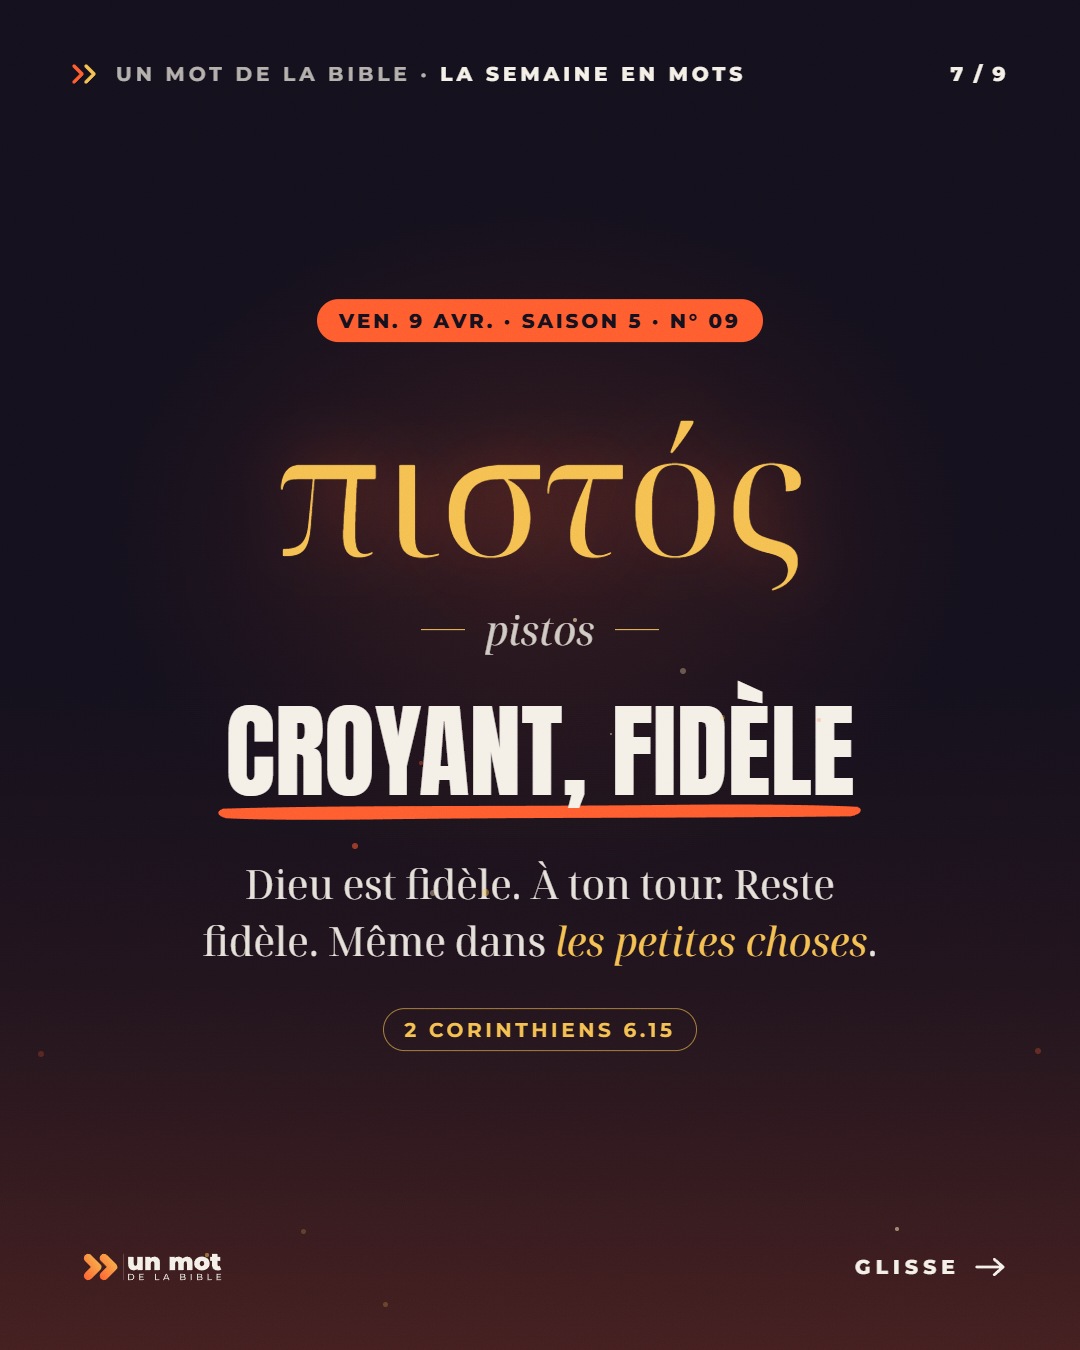 UN MOT DE LA BIBLE · LA SEMAINE EN MOTS
7 / 9
VEN. 9 AVR. · SAISON 5 · N° 09
πιστός
pistos
CROYANT, FIDÈLE
Dieu est fidèle. À ton tour. Reste
fidèle. Même dans les petites choses.
2 CORINTHIENS 6.15
un mot
DE LA BIBLE
GLISSE →